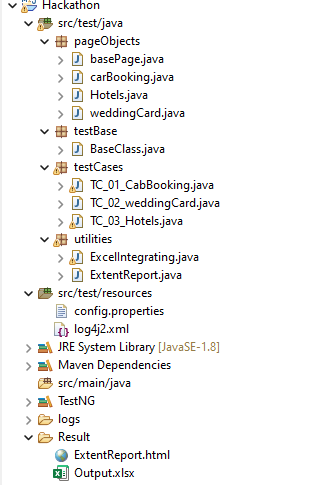 Hackathon
src/test/java
pageObjects
basePage.java
carBooking.java
Hotels.java
weddingCard.java
testBase
BaseClass.java
testCases
TC_01_CabBooking.java
TC_02_weddingCard.java
TC_03_Hotels.java
utilities
ExcelIntegrating.java
ExtentReport.java
src/test/resources
config.properties
log4j2.xml
JRE System Library [JavaSE-1.8]
Maven Dependencies
src/main/java
TestNG
logs
Result
ExtentReport.html
Output.xlsx